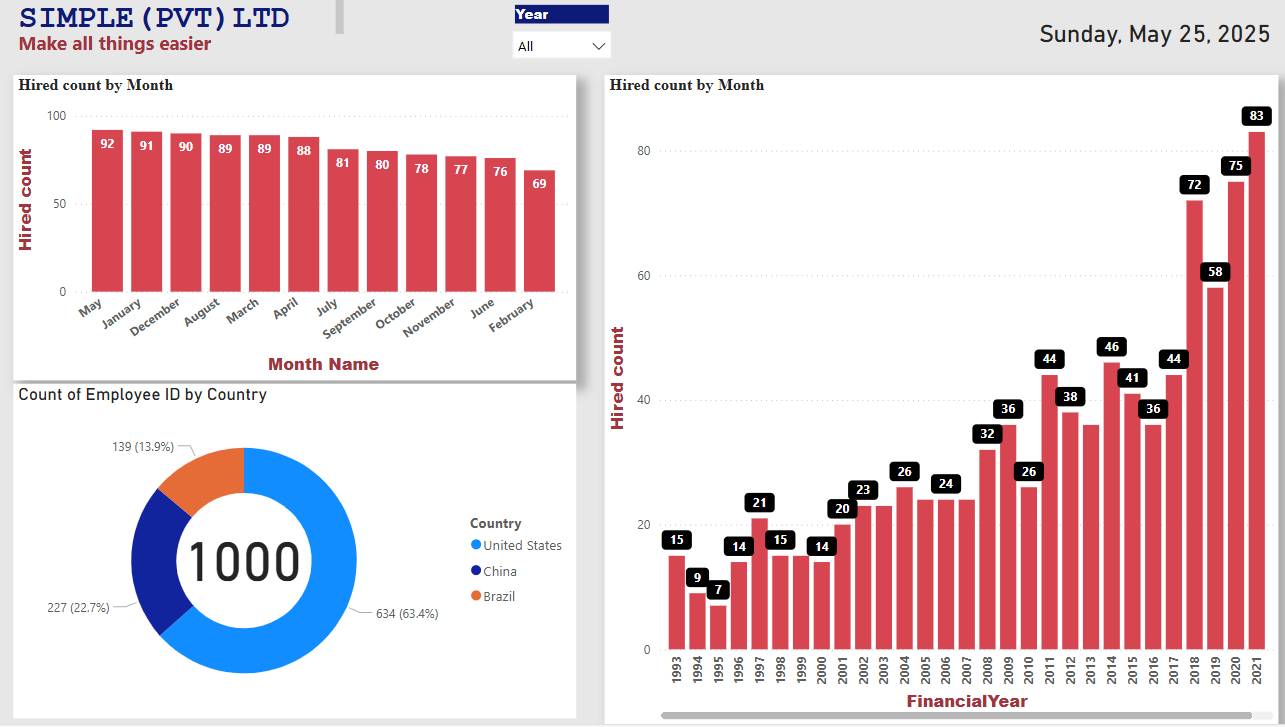 SIMPLE (PVT) LTD
Make all things easier
Year
All
Sunday, May 25, 2025
Hired count by Month
Hired count
100
50
0
92
91
90
89
89
88
81
80
78
77
76
69
May
January
December
August
March
April
July
September
October
November
June
February
Month Name
Count of Employee ID by Country
139 (13.9%)
227 (22.7%)
634 (63.4%)
1000
Country
United States
China
Brazil
Hired count by Month
Hired count
80
60
40
20
0
15
9
7
14
21
15
14
20
23
26
24
32
36
26
44
38
46
41
36
44
72
58
75
83
1993
1994
1995
1996
1997
1998
1999
2000
2001
2002
2003
2004
2005
2006
2007
2008
2009
2010
2011
2012
2013
2014
2015
2016
2017
2018
2019
2020
2021
FinancialYear